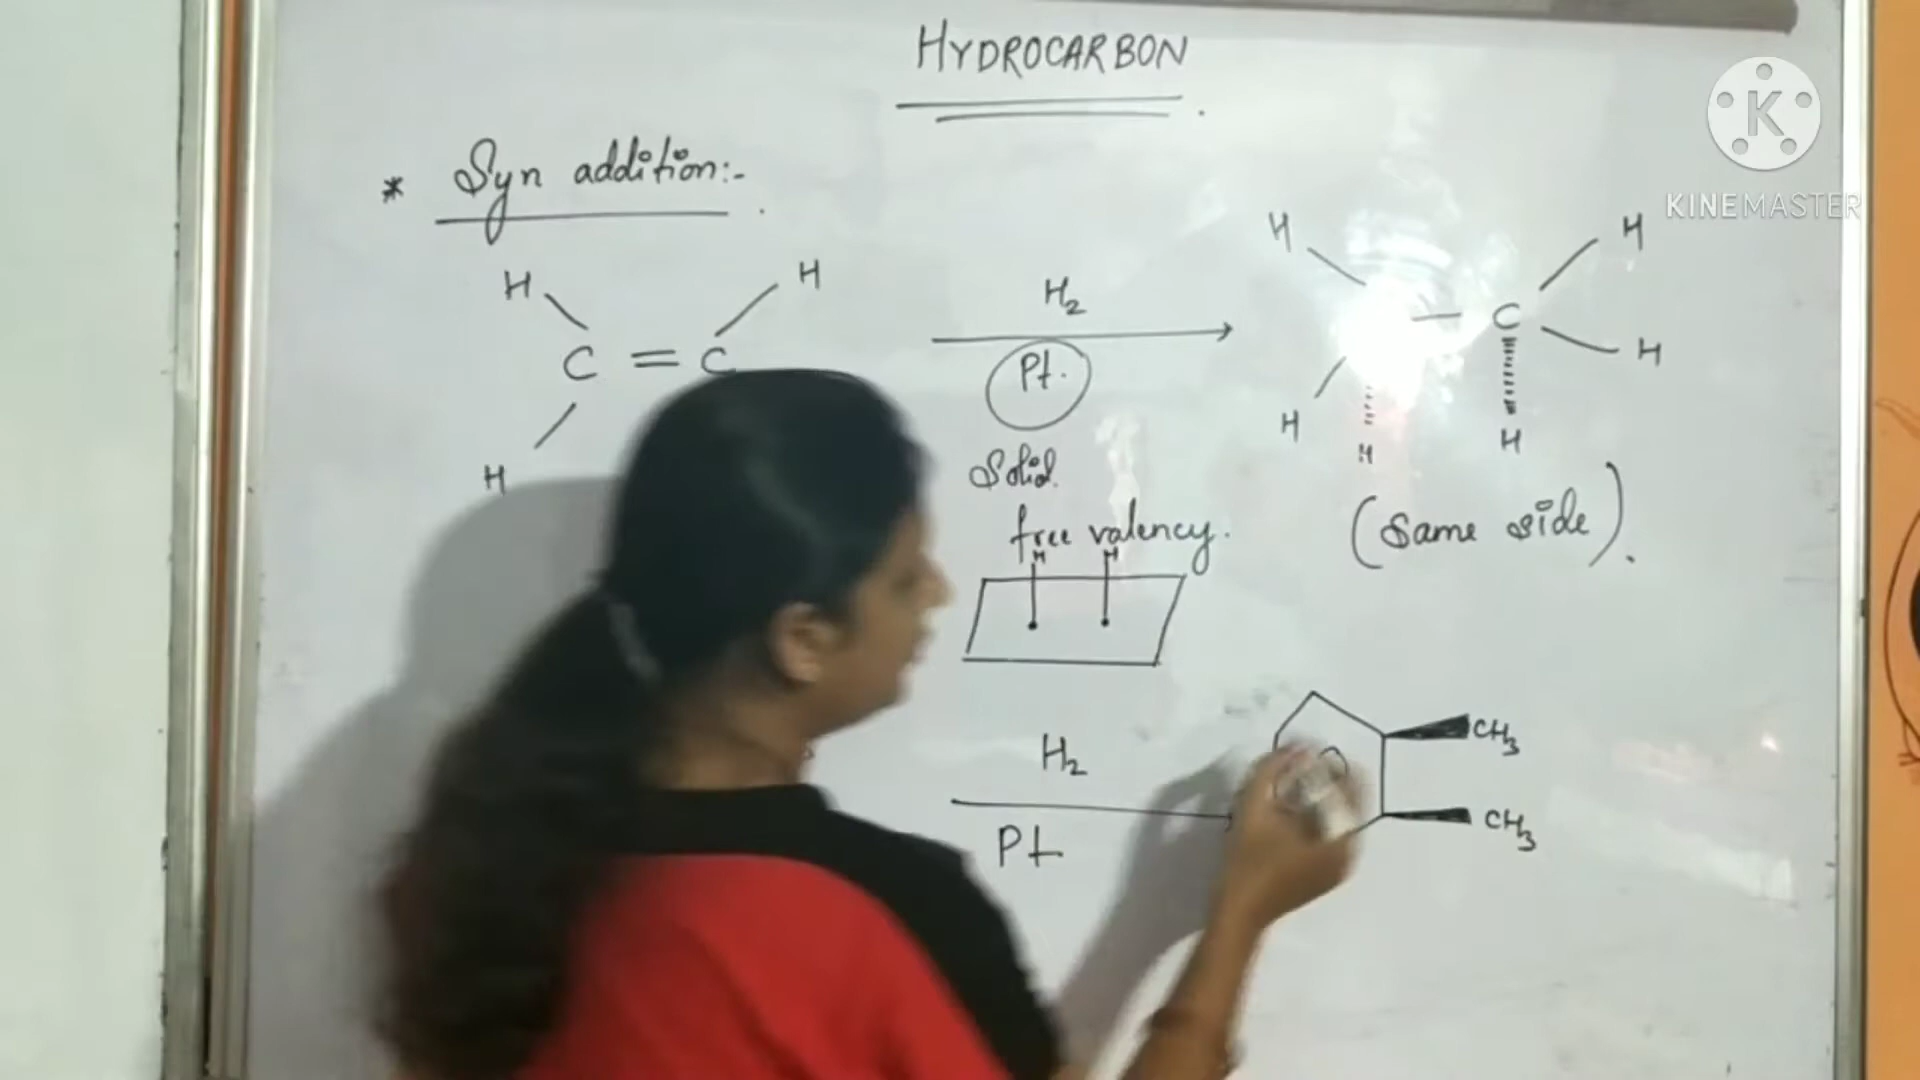 HYDROCARBON
K
KINEMASTER
* Syn addition:-
H H
C = C
H
H₂
Pt.
Solid.
free valency.
H H
H H
C H
H H H
(Same side).
H₂
Pt
CH₃
CH₃